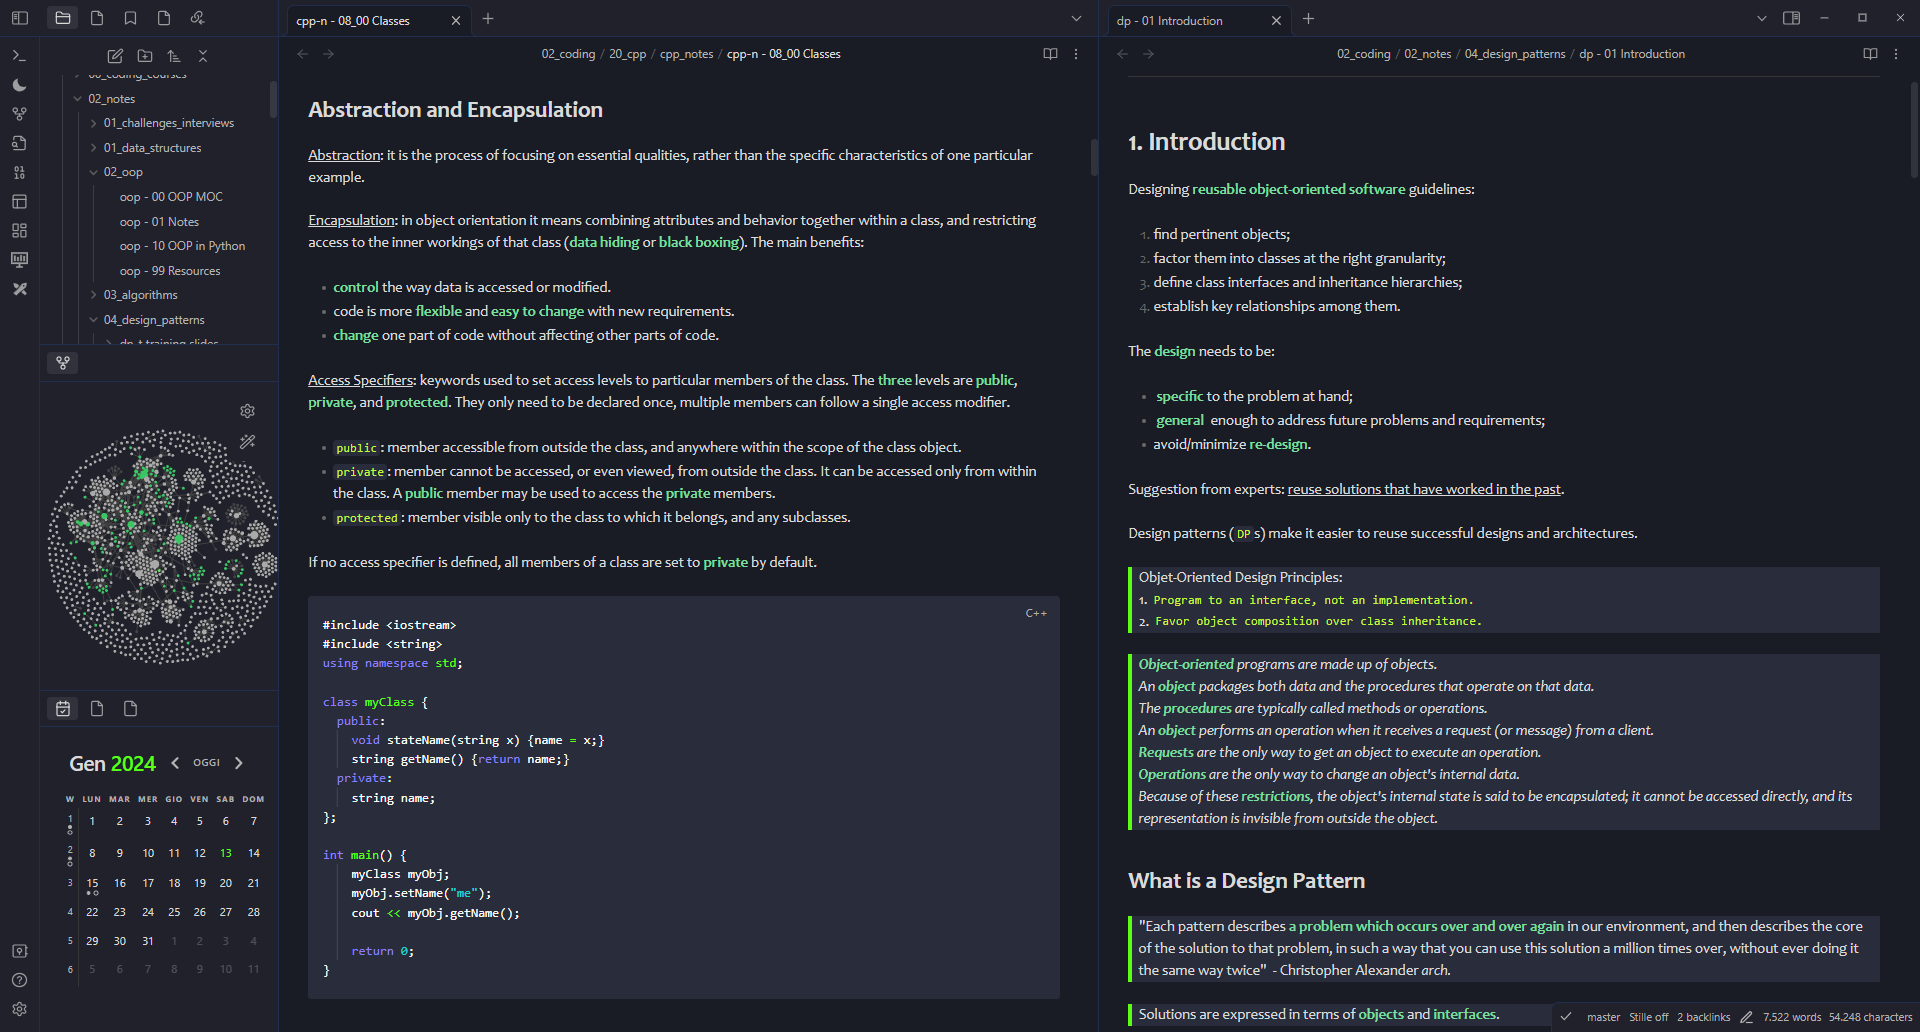 cpp-n - 08_00 Classes
dp - 01 Introduction
02_coding / 20_cpp / cpp_notes / cpp-n - 08_00 Classes
02_coding / 02_notes / 04_design_patterns / dp - 01 Introduction
00_coding_courses
02_notes
01_challenges_interviews
01_data_structures
02_oop
oop - 00 OOP MOC
oop - 01 Notes
oop - 10 OOP in Python
oop - 99 Resources
03_algorithms
04_design_patterns
dp-t training slides
Gen 2024
OGGI
W LUN MAR MER GIO VEN SAB DOM
1 1 2 3 4 5 6 7
2 8 9 10 11 12 13 14
3 15 16 17 18 19 20 21
4 22 23 24 25 26 27 28
5 29 30 31 1 2 3 4
6 5 6 7 8 9 10 11
Abstraction and Encapsulation
Abstraction: it is the process of focusing on essential qualities, rather than the specific characteristics of one particular
example.
Encapsulation: in object orientation it means combining attributes and behavior together within a class, and restricting
access to the inner workings of that class (data hiding or black boxing). The main benefits:
• control the way data is accessed or modified.
• code is more flexible and easy to change with new requirements.
• change one part of code without affecting other parts of code.
Access Specifiers: keywords used to set access levels to particular members of the class. The three levels are public,
private, and protected. They only need to be declared once, multiple members can follow a single access modifier.
• public: member accessible from outside the class, and anywhere within the scope of the class object.
• private: member cannot be accessed, or even viewed, from outside the class. It can be accessed only from within
the class. A public member may be used to access the private members.
• protected: member visible only to the class to which it belongs, and any subclasses.
If no access specifier is defined, all members of a class are set to private by default.
C++
#include <iostream>
#include <string>
using namespace std;
class myClass {
public:
void stateName(string x) {name = x;}
string getName() {return name;}
private:
string name;
};
int main() {
myClass myObj;
myObj.setName("me");
cout << myObj.getName();
return 0;
}
1. Introduction
Designing reusable object-oriented software guidelines:
1. find pertinent objects;
2. factor them into classes at the right granularity;
3. define class interfaces and inheritance hierarchies;
4. establish key relationships among them.
The design needs to be:
• specific to the problem at hand;
• general enough to address future problems and requirements;
• avoid/minimize re-design.
Suggestion from experts: reuse solutions that have worked in the past.
Design patterns (DPs) make it easier to reuse successful designs and architectures.
Objet-Oriented Design Principles:
1. Program to an interface, not an implementation.
2. Favor object composition over class inheritance.
Object-oriented programs are made up of objects.
An object packages both data and the procedures that operate on that data.
The procedures are typically called methods or operations.
An object performs an operation when it receives a request (or message) from a client.
Requests are the only way to get an object to execute an operation.
Operations are the only way to change an object's internal data.
Because of these restrictions, the object's internal state is said to be encapsulated; it cannot be accessed directly, and its
representation is invisible from outside the object.
What is a Design Pattern
"Each pattern describes a problem which occurs over and over again in our environment, and then describes the core
of the solution to that problem, in such a way that you can use this solution a million times over, without ever doing it
the same way twice" - Christopher Alexander arch.
Solutions are expressed in terms of objects and interfaces.
master Stille off 2 backlinks 7.522 words 54.248 characters